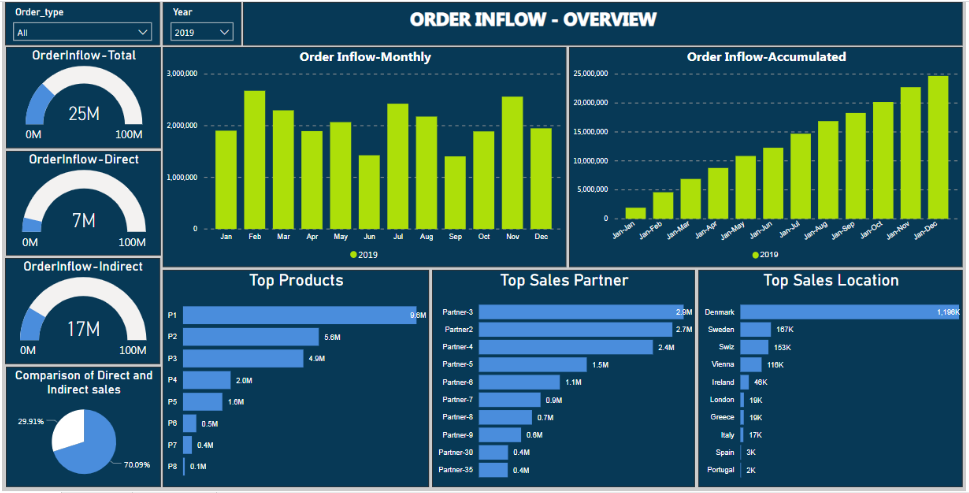 Order_type
All
Year
2019
ORDER INFLOW - OVERVIEW
OrderInflow-Total
25M
0M
100M
OrderInflow-Direct
7M
0M
100M
OrderInflow-Indirect
17M
0M
100M
Comparison of Direct and
Indirect sales
29.91%
70.09%
Order Inflow-Monthly
3,000,000
2,000,000
1,000,000
0
Jan Feb Mar Apr May Jun Jul Aug Sep Oct Nov Dec
2019
Order Inflow-Accumulated
25,000,000
20,000,000
15,000,000
10,000,000
5,000,000
0
Jan-Jan Jan-Feb Jan-Mar Jan-Apr Jan-May Jan-Jun Jan-Jul Jan-Aug Jan-Sep Jan-Oct Jan-Nov Jan-Dec
2019
Top Products
P1 9.6M
P2 5.6M
P3 4.9M
P4 2.0M
P5 1.6M
P6 0.5M
P7 0.4M
P8 0.1M
Top Sales Partner
Partner-3 2.9M
Partner2 2.7M
Partner-4 2.4M
Partner-5 1.5M
Partner-6 1.1M
Partner-7 0.9M
Partner-8 0.7M
Partner-9 0.6M
Partner-30 0.4M
Partner-35 0.4M
Top Sales Location
Denmark 1,196K
Sweden 167K
Swiz 153K
Vienna 116K
Ireland 46K
London 19K
Greece 19K
Italy 17K
Spain 3K
Portugal 2K